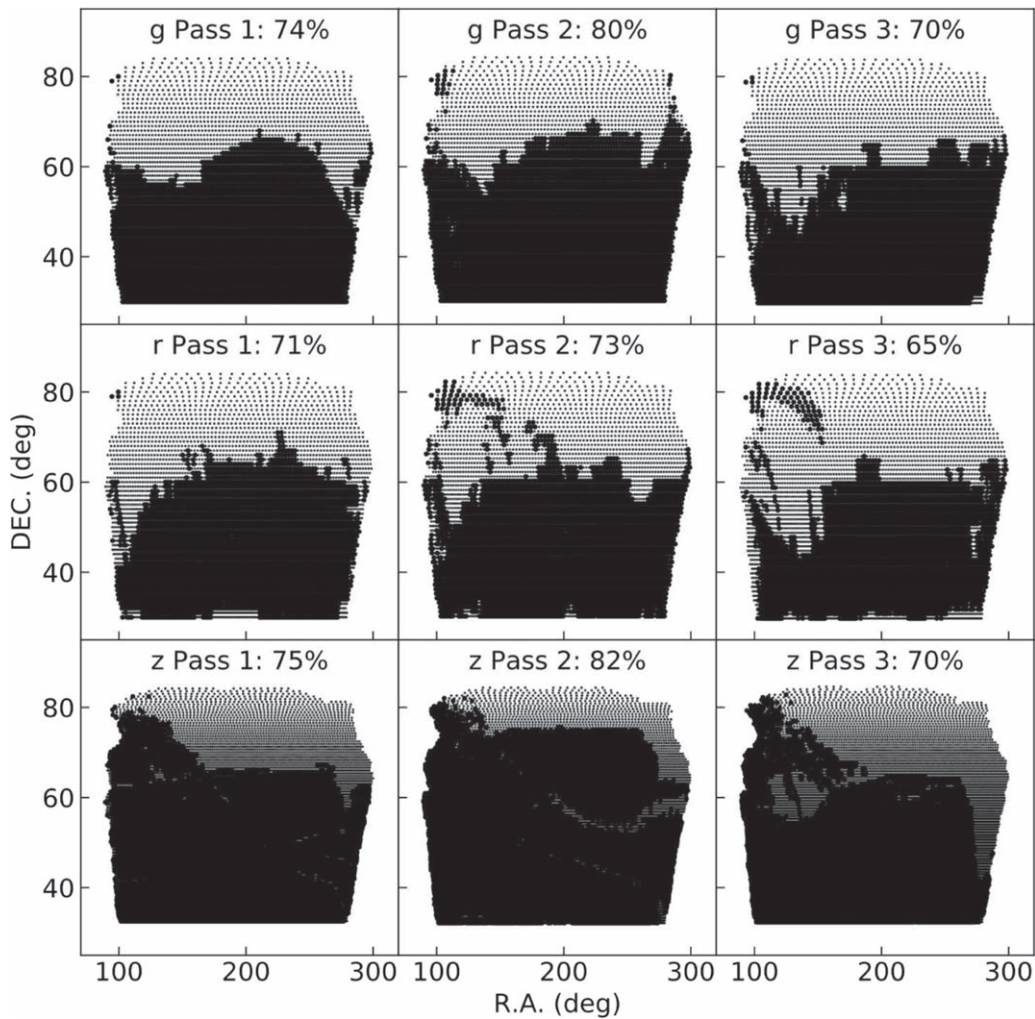 g Pass 1: 74%
g Pass 2: 80%
g Pass 3: 70%
80
60
40
r Pass 1: 71%
r Pass 2: 73%
r Pass 3: 65%
80
60
40
DEC. (deg)
z Pass 1: 75%
z Pass 2: 82%
z Pass 3: 70%
80
60
40
100 200 300 100 200 300 100 200 300
R.A. (deg)